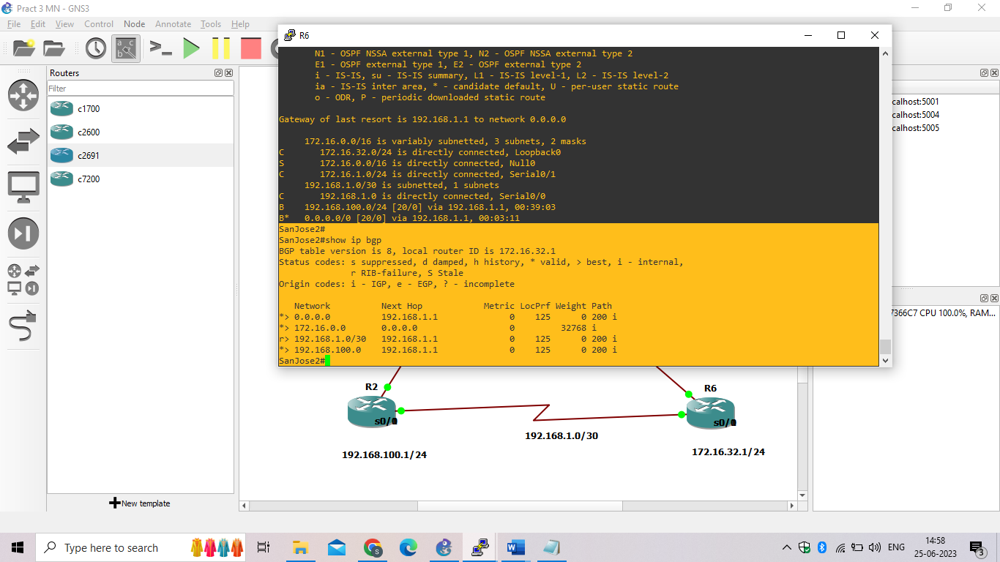 Pract 3 MN - GNS3
File Edit View Control Node Annotate Tools Help
Routers
Filter
c1700
c2600
c2691
c7200
New template
R6
N1 - OSPF NSSA external type 1, N2 - OSPF NSSA external type 2
E1 - OSPF external type 1, E2 - OSPF external type 2
i - IS-IS, su - IS-IS summary, L1 - IS-IS level-1, L2 - IS-IS level-2
ia - IS-IS inter area, * - candidate default, U - per-user static route
o - ODR, P - periodic downloaded static route
Gateway of last resort is 192.168.1.1 to network 0.0.0.0
172.16.0.0/16 is variably subnetted, 3 subnets, 2 masks
C 172.16.32.0/24 is directly connected, Loopback0
S 172.16.0.0/16 is directly connected, Null0
C 172.16.1.0/24 is directly connected, Serial0/1
192.168.1.0/30 is subnetted, 1 subnets
C 192.168.1.0 is directly connected, Serial0/0
B 192.168.100.0/24 [20/0] via 192.168.1.1, 00:39:03
B* 0.0.0.0/0 [20/0] via 192.168.1.1, 00:03:11
SanJose2#
SanJose2#show ip bgp
BGP table version is 8, local router ID is 172.16.32.1
Status codes: s suppressed, d damped, h history, * valid, > best, i - internal,
r RIB-failure, S Stale
Origin codes: i - IGP, e - EGP, ? - incomplete
Network Next Hop Metric LocPrf Weight Path
*> 0.0.0.0 192.168.1.1 0 125 0 200 i
*> 172.16.0.0 0.0.0.0 0 32768 i
r> 192.168.1.0/30 192.168.1.1 0 125 0 200 i
*> 192.168.100.0 192.168.1.1 0 125 0 200 i
SanJose2#
calhost:5001
calhost:5004
calhost:5005
7366C7 CPU 100.0%, RAM...
R2
R6
192.168.1.0/30
192.168.100.1/24
172.16.32.1/24
Type here to search
ENG
14:58
25-06-2023
3